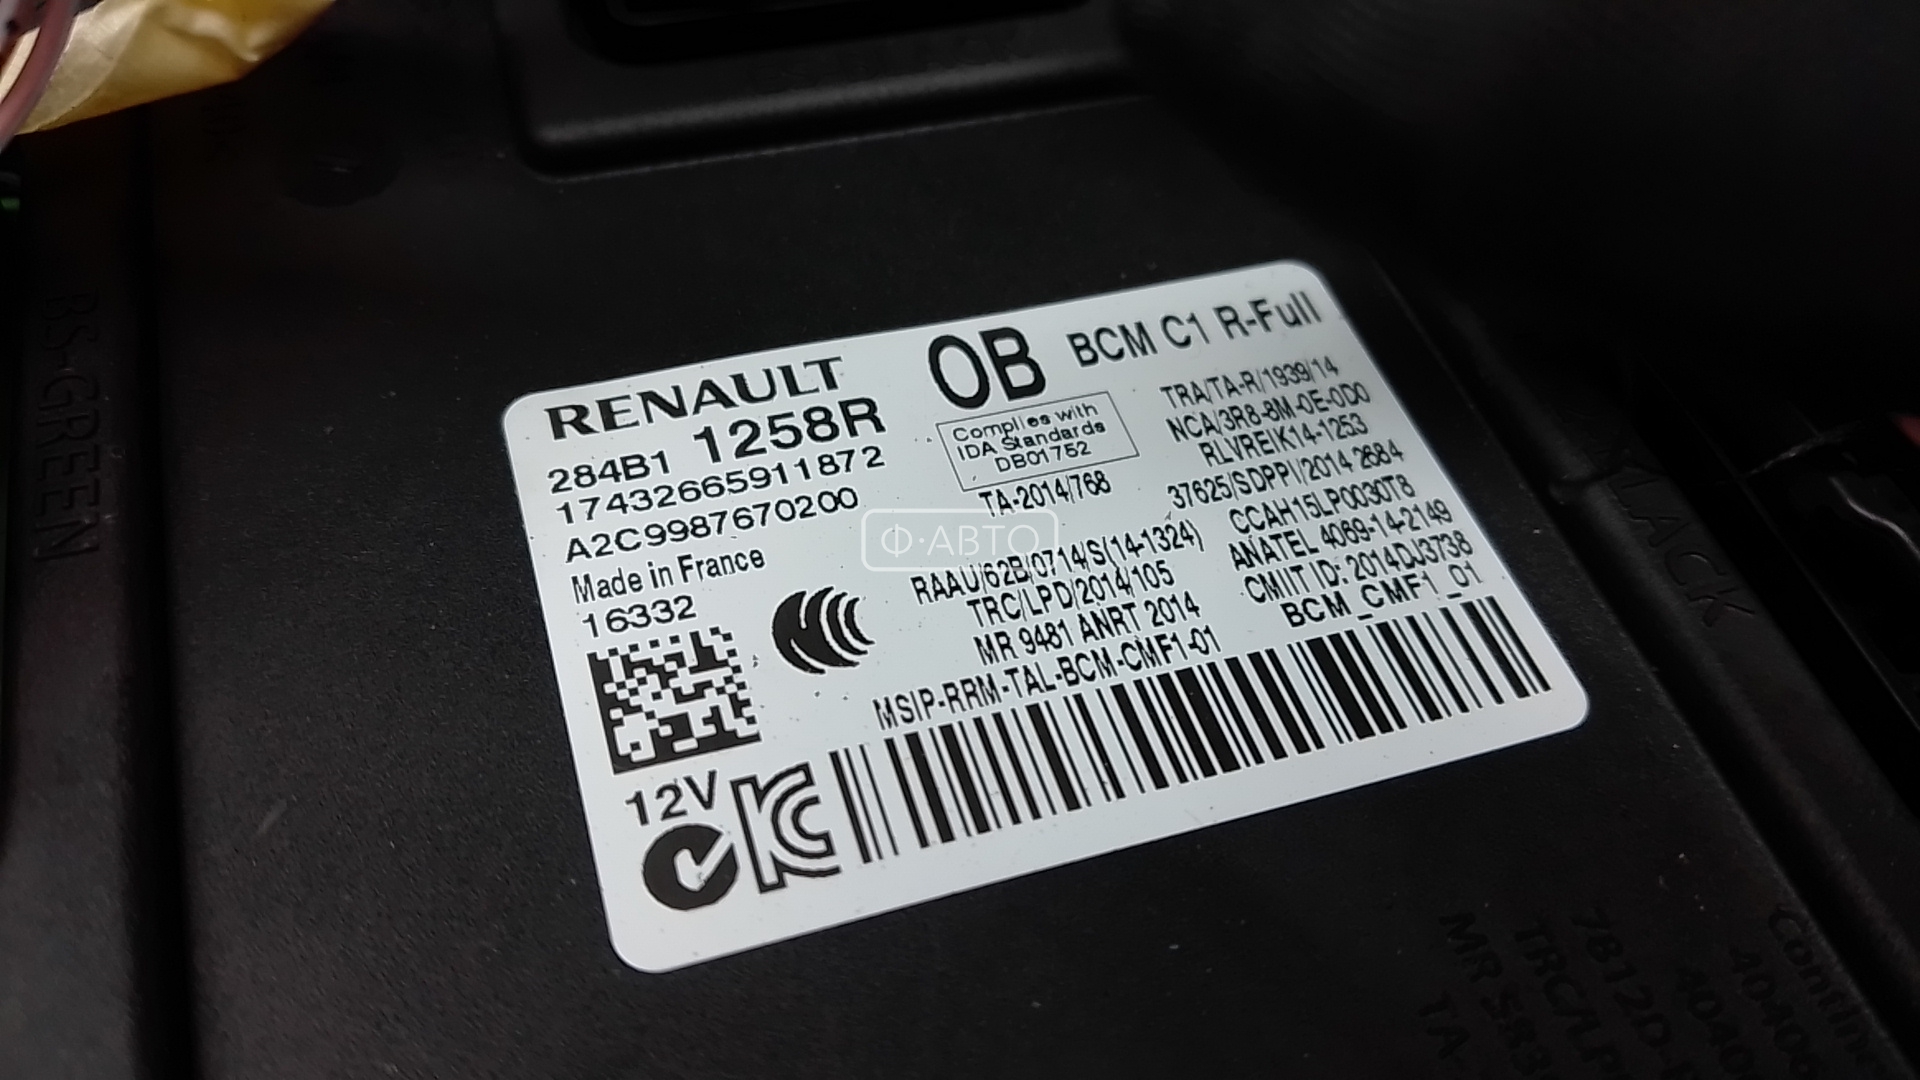 RENAULT
OB
BCM C1 R-Full
284B1 1258R
17432665911872
A2C9987670200
Made in France
16332
Complies with
IDA Standards
DB01752
TA-2014/768
TRA/TA-R/1939/14
NCA/3R8-8M-0E-0D0
RLVREIK14-1253
37625/SDPPI/2014 2684
CCAH15LP0030T8
ANATEL 4069-14-2149
CMIIT ID: 2014DJ3738
BCM_CMF1_01
RAAU/62B/0714/S(14-1324)
TRC/LPD/2014/105
MR 9481 ANRT 2014
MSIP-RRM-TAL-BCM-CMF1-01
12V
Ф·АВТО
BS-GREEN